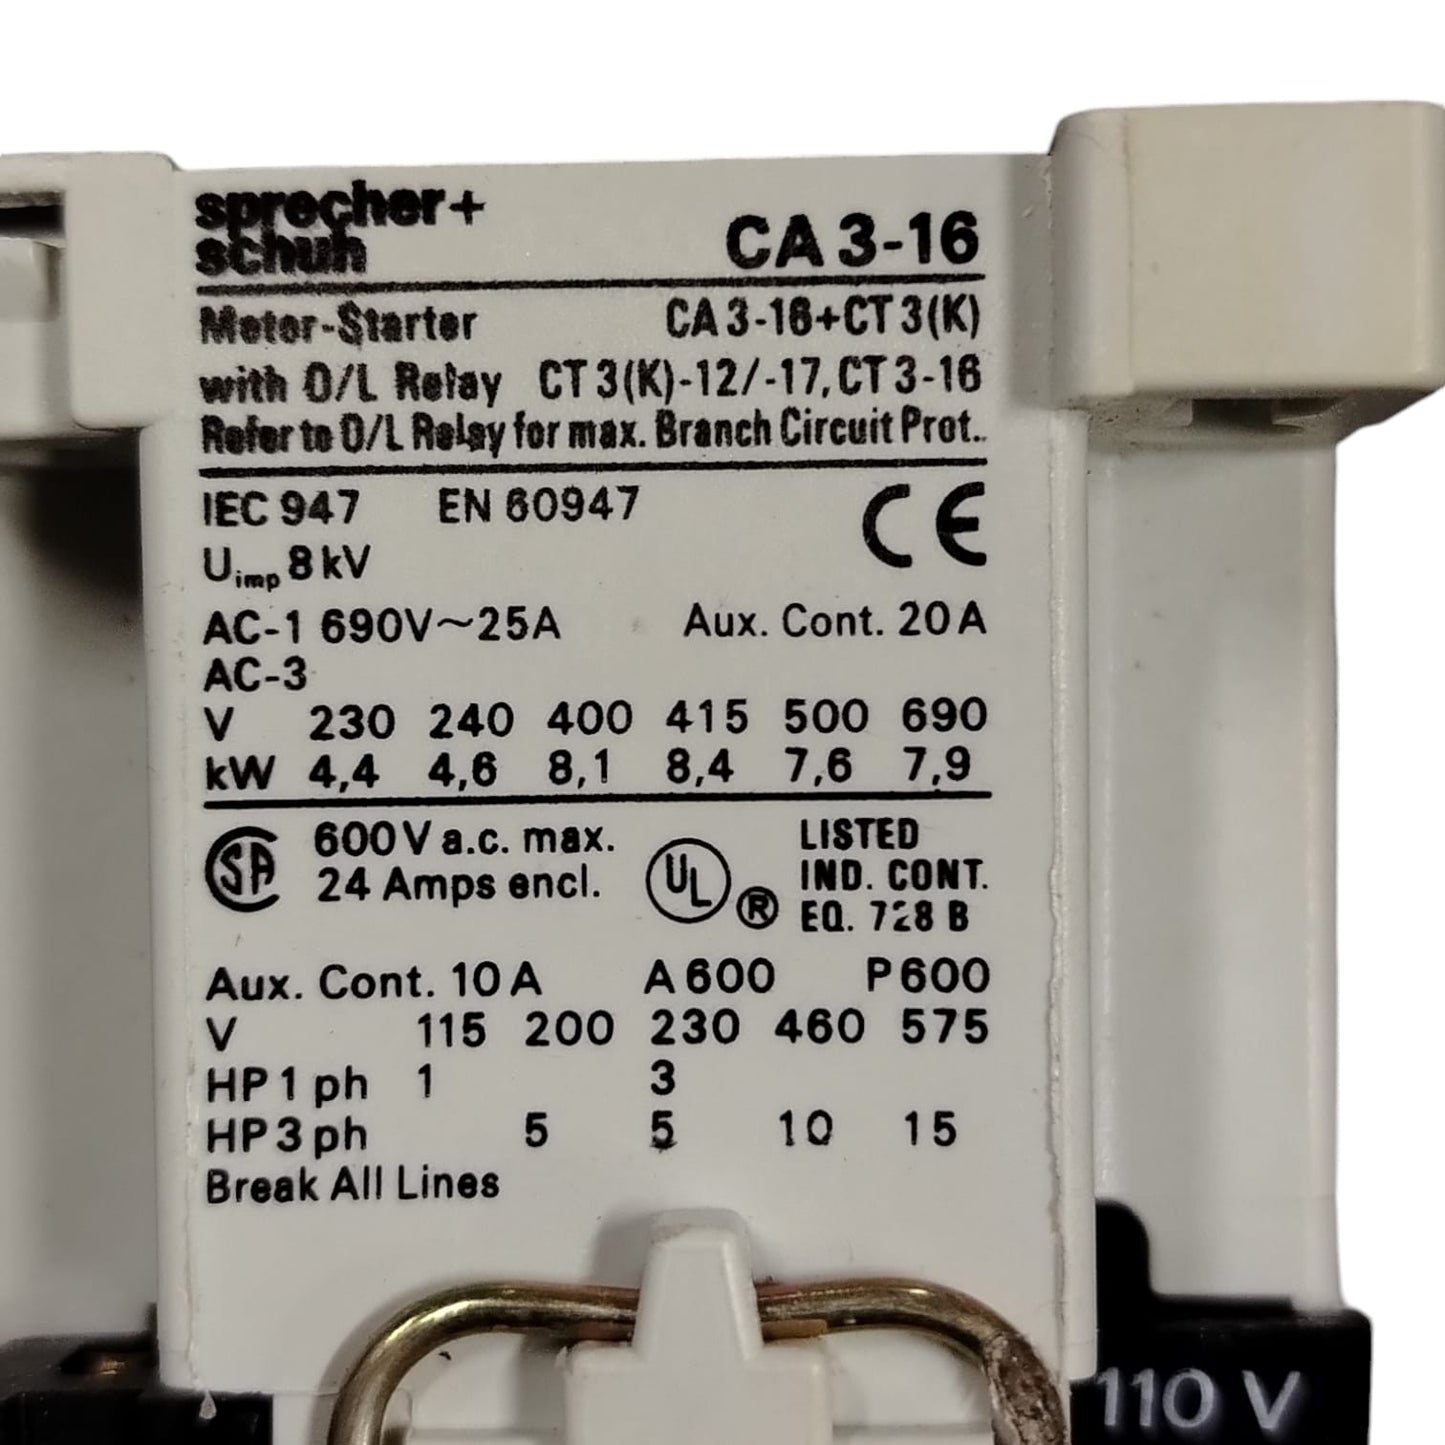 sprecher+
schuh
CA 3-16
Motor-Starter CA 3-16+CT 3(K)
with O/L Relay CT 3(K)-12/-17, CT 3-16
Refer to O/L Relay for max. Branch Circuit Prot..
IEC 947 EN 60947 CE
Uimp 8 kV
AC-1 690V~25A Aux. Cont. 20 A
AC-3
V 230 240 400 415 500 690
kW 4,4 4,6 8,1 8,4 7,6 7,9
SA 600V a.c. max.
24 Amps encl.
UL ®
LISTED
IND. CONT.
EQ. 728 B
Aux. Cont. 10 A A 600 P 600
V 115 200 230 460 575
HP 1 ph 1 3
HP 3 ph 5 5 10 15
Break All Lines
110 V